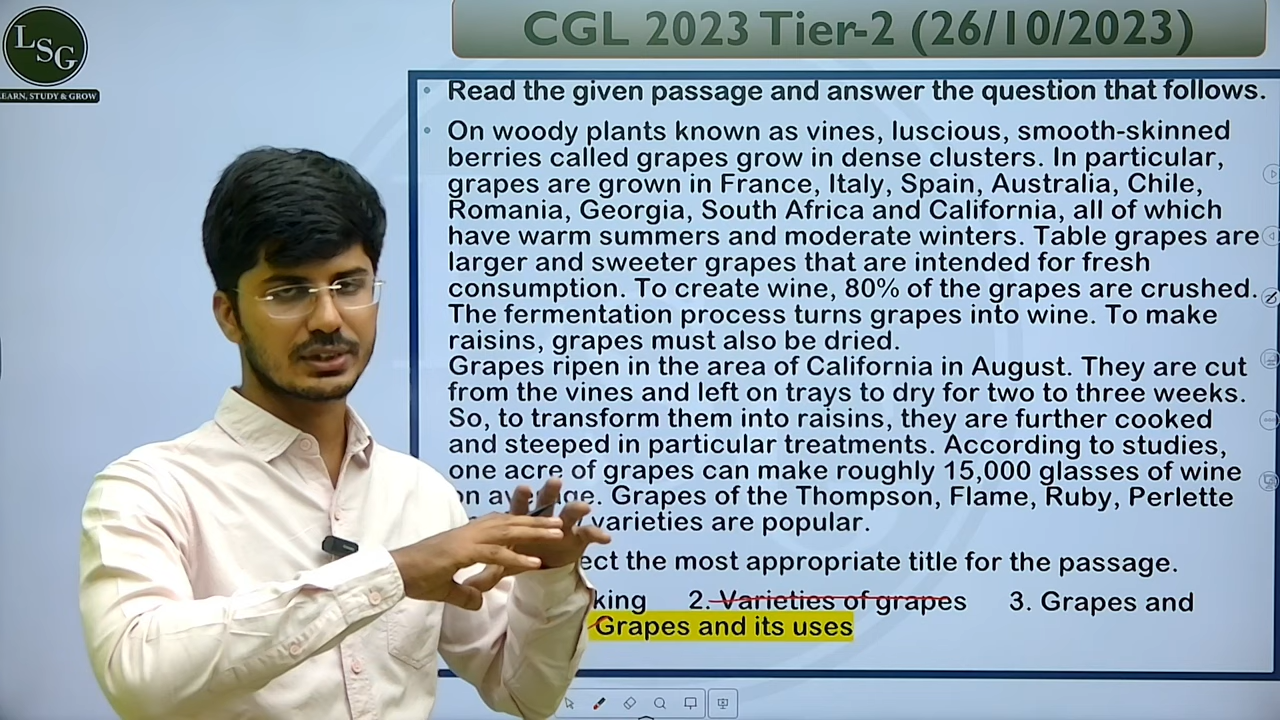 LSG
LEARN, STUDY & GROW
CGL 2023 Tier-2 (26/10/2023)
Read the given passage and answer the question that follows.
On woody plants known as vines, luscious, smooth-skinned
berries called grapes grow in dense clusters. In particular,
grapes are grown in France, Italy, Spain, Australia, Chile,
Romania, Georgia, South Africa and California, all of which
have warm summers and moderate winters. Table grapes are
larger and sweeter grapes that are intended for fresh
consumption. To create wine, 80% of the grapes are crushed.
The fermentation process turns grapes into wine. To make
raisins, grapes must also be dried.
Grapes ripen in the area of California in August. They are cut
from the vines and left on trays to dry for two to three weeks.
So, to transform them into raisins, they are further cooked
and steeped in particular treatments. According to studies,
one acre of grapes can make roughly 15,000 glasses of wine
on average. Grapes of the Thompson, Flame, Ruby, Perlette
varieties are popular.
ect the most appropriate title for the passage.
king 2. Varieties of grapes 3. Grapes and
Grapes and its uses